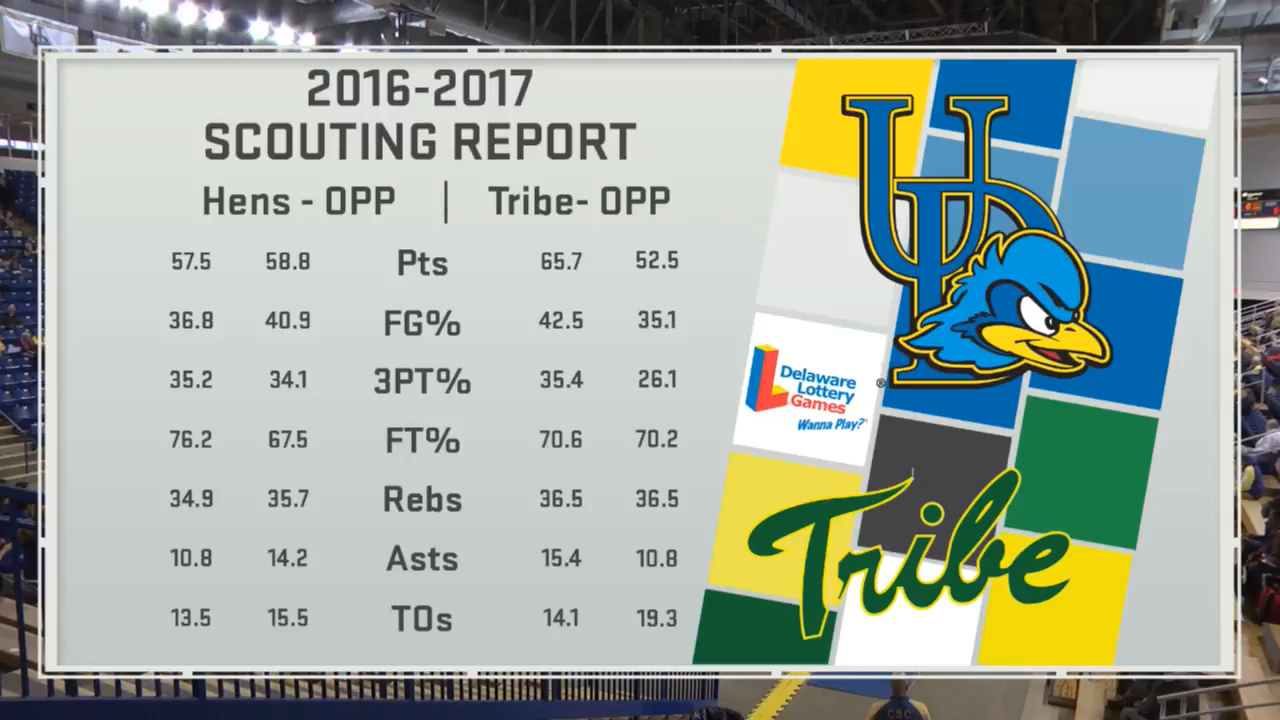 2016-2017
SCOUTING REPORT
Hens - OPP | Tribe- OPP
57.5 58.8 Pts 65.7 52.5
36.8 40.9 FG% 42.5 35.1
35.2 34.1 3PT% 35.4 26.1
76.2 67.5 FT% 70.6 70.2
34.9 35.7 Rebs 36.5 36.5
10.8 14.2 Asts 15.4 10.8
13.5 15.5 TOs 14.1 19.3
UD
®
Delaware
Lottery
Games
Wanna Play?
Tribe
CSC